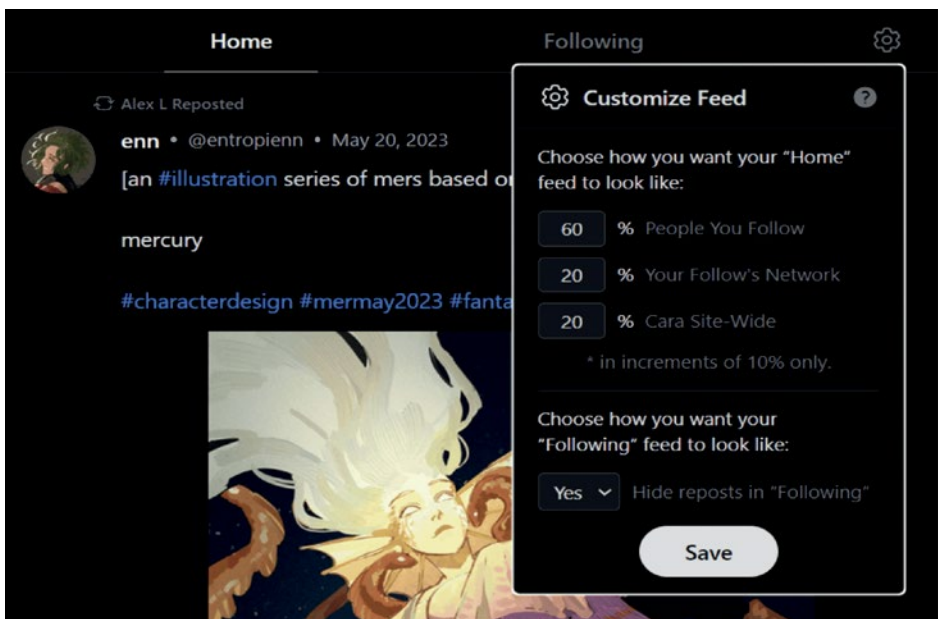 Home
Following
Alex L Reposted
enn • @entropienn • May 20, 2023
[an #illustration series of mers based
mercury
#characterdesign #mermay2023
Customize Feed ?
Choose how you want your “Home”
feed to look like:
60 % People You Follow
20 % Your Follow's Network
20 % Cara Site-Wide
* in increments of 10% only.
Choose how you want your
“Following” feed to look like:
Yes Hide reposts in “Following”
Save